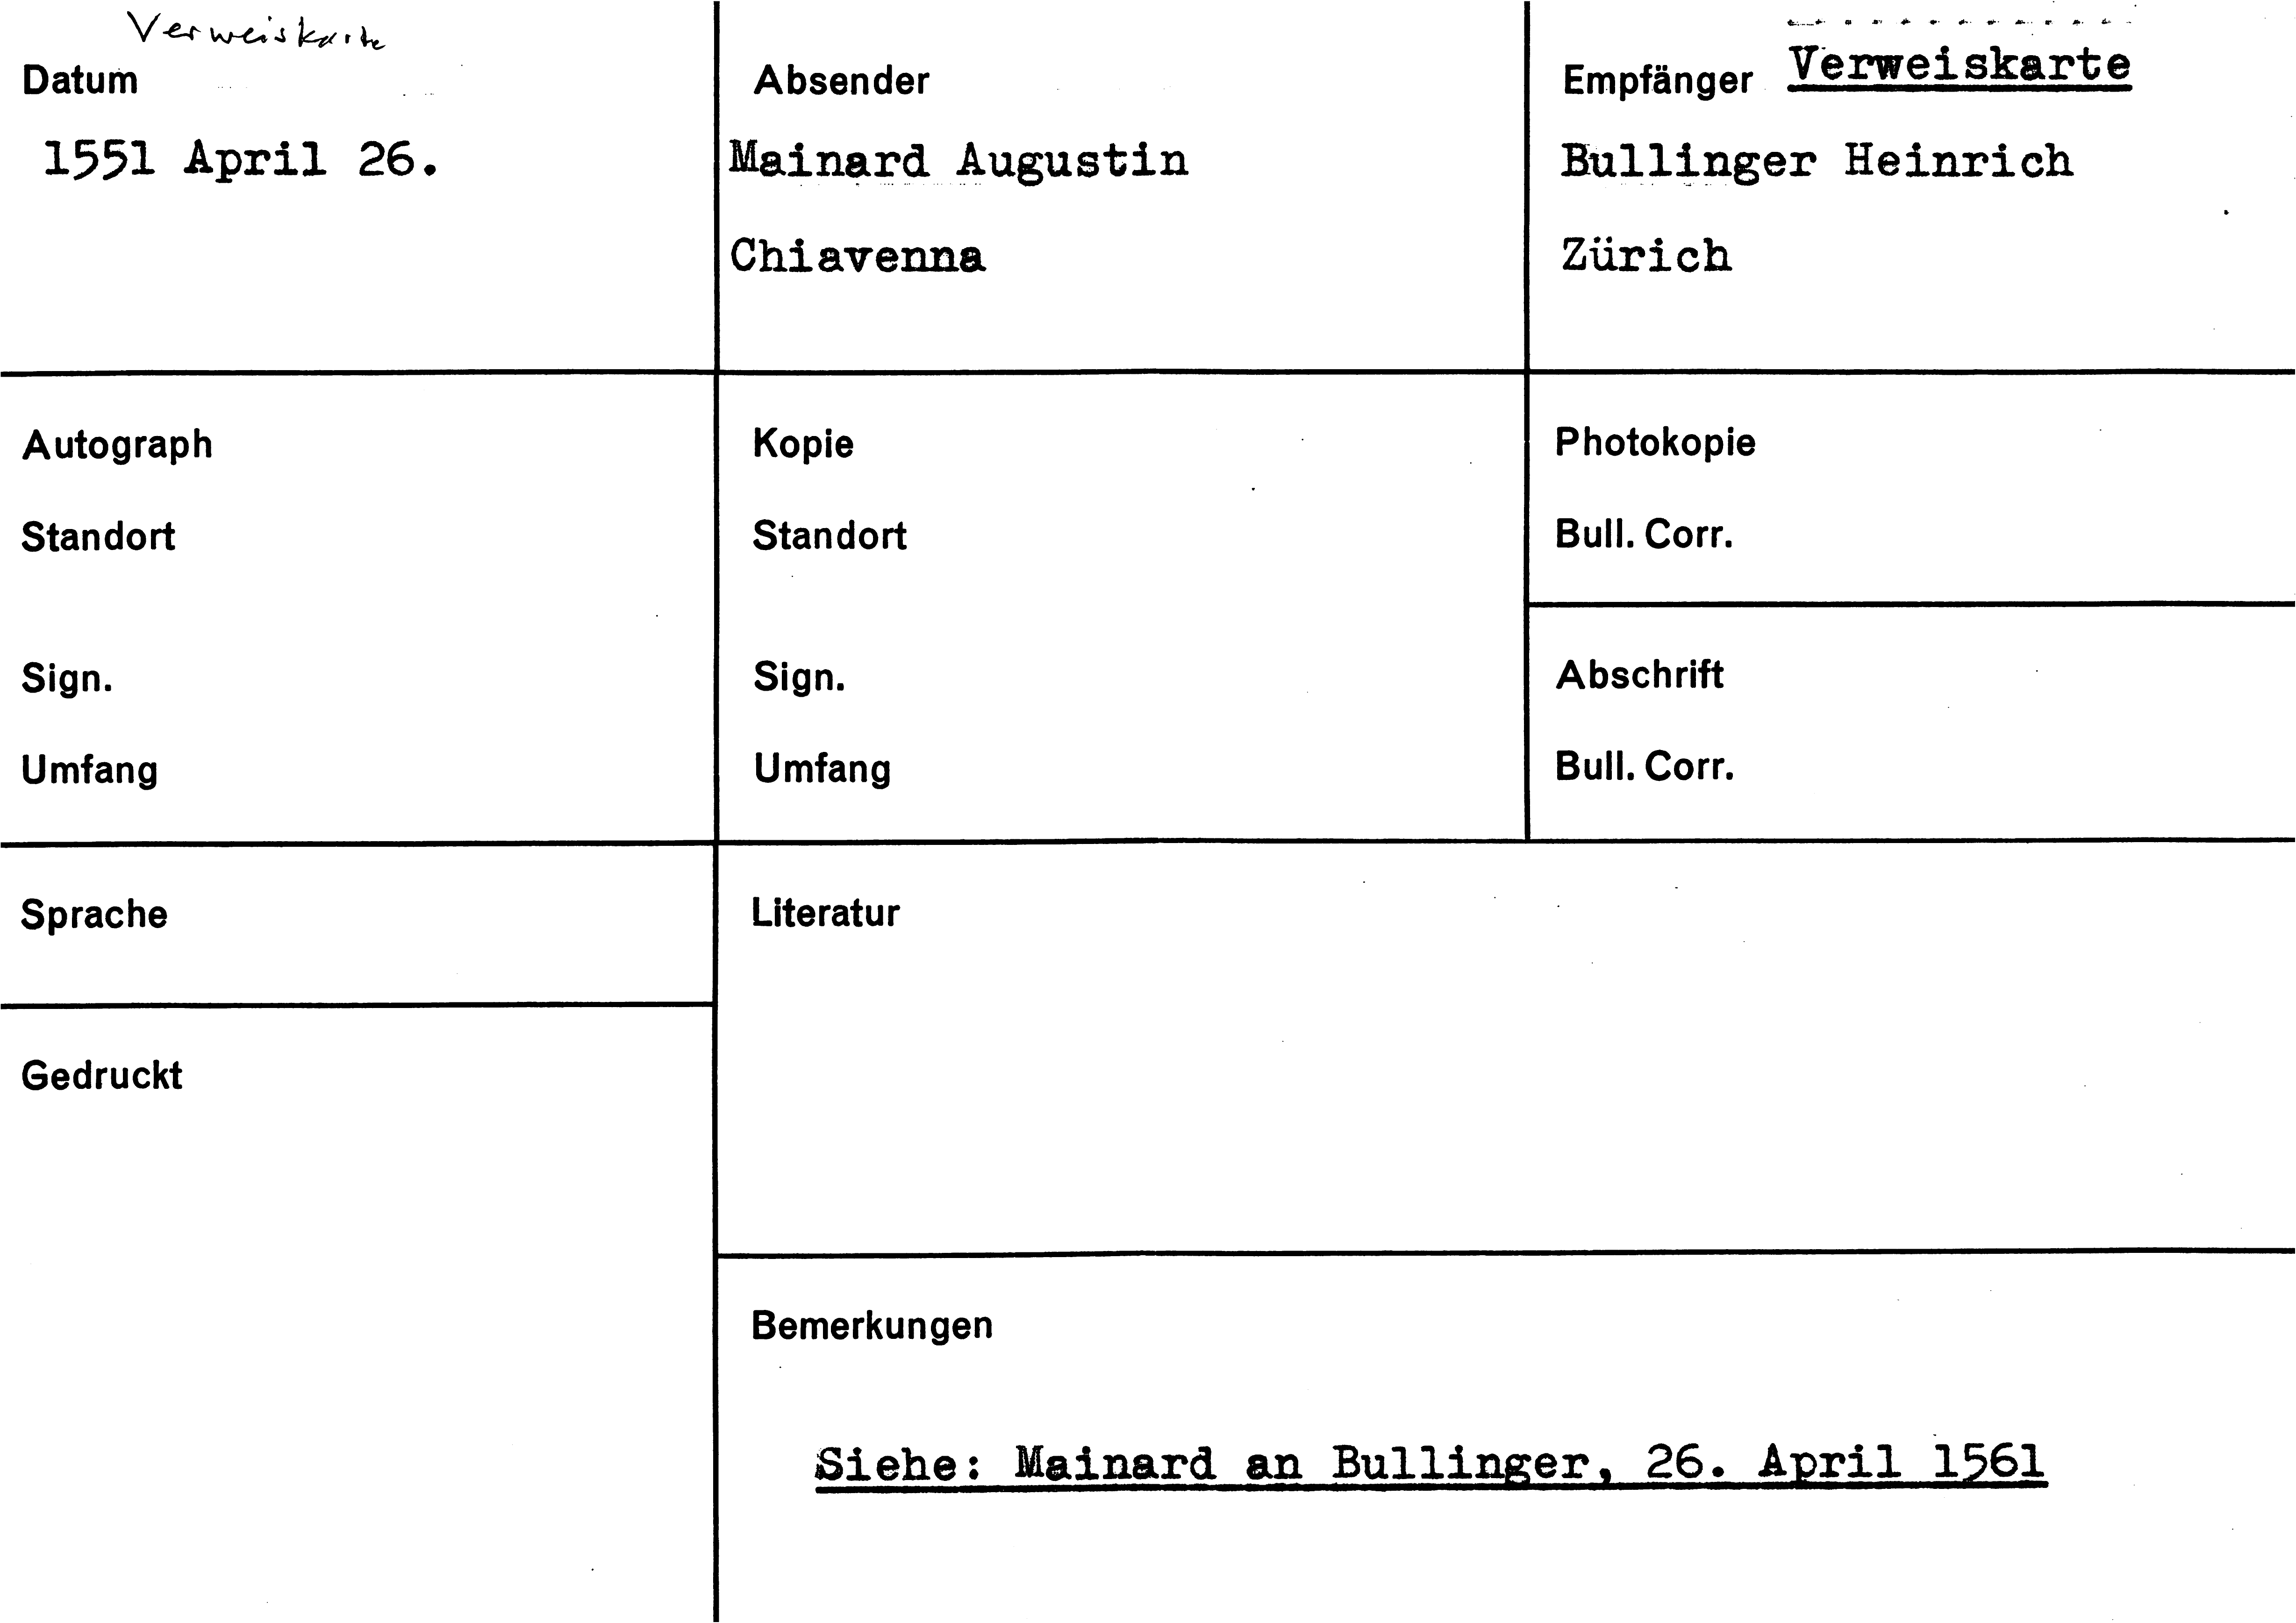 Verweiskarte
Datum
1551 April 26.
Absender
Mainard Augustin
Chiavenna
Empfänger Verweiskarte
Bullinger Heinrich
Zürich
Autograph
Standort
Sign.
Umfang
Kopie
Standort
Sign.
Umfang
Photokopie
Bull. Corr.
Abschrift
Bull. Corr.
Sprache
Gedruckt
Literatur
Bemerkungen
Siehe: Mainard an Bullinger, 26. April 1561